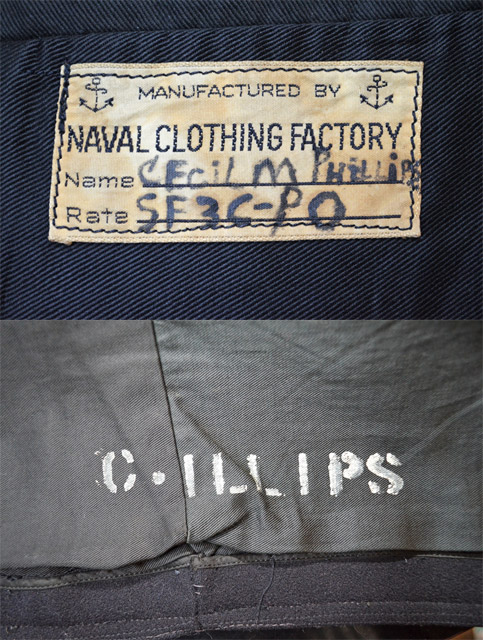 MANUFACTURED BY
NAVAL CLOTHING FACTORY
Name CECIL M PHILLIPS
Rate SF3C-PO
C.ILLIPS